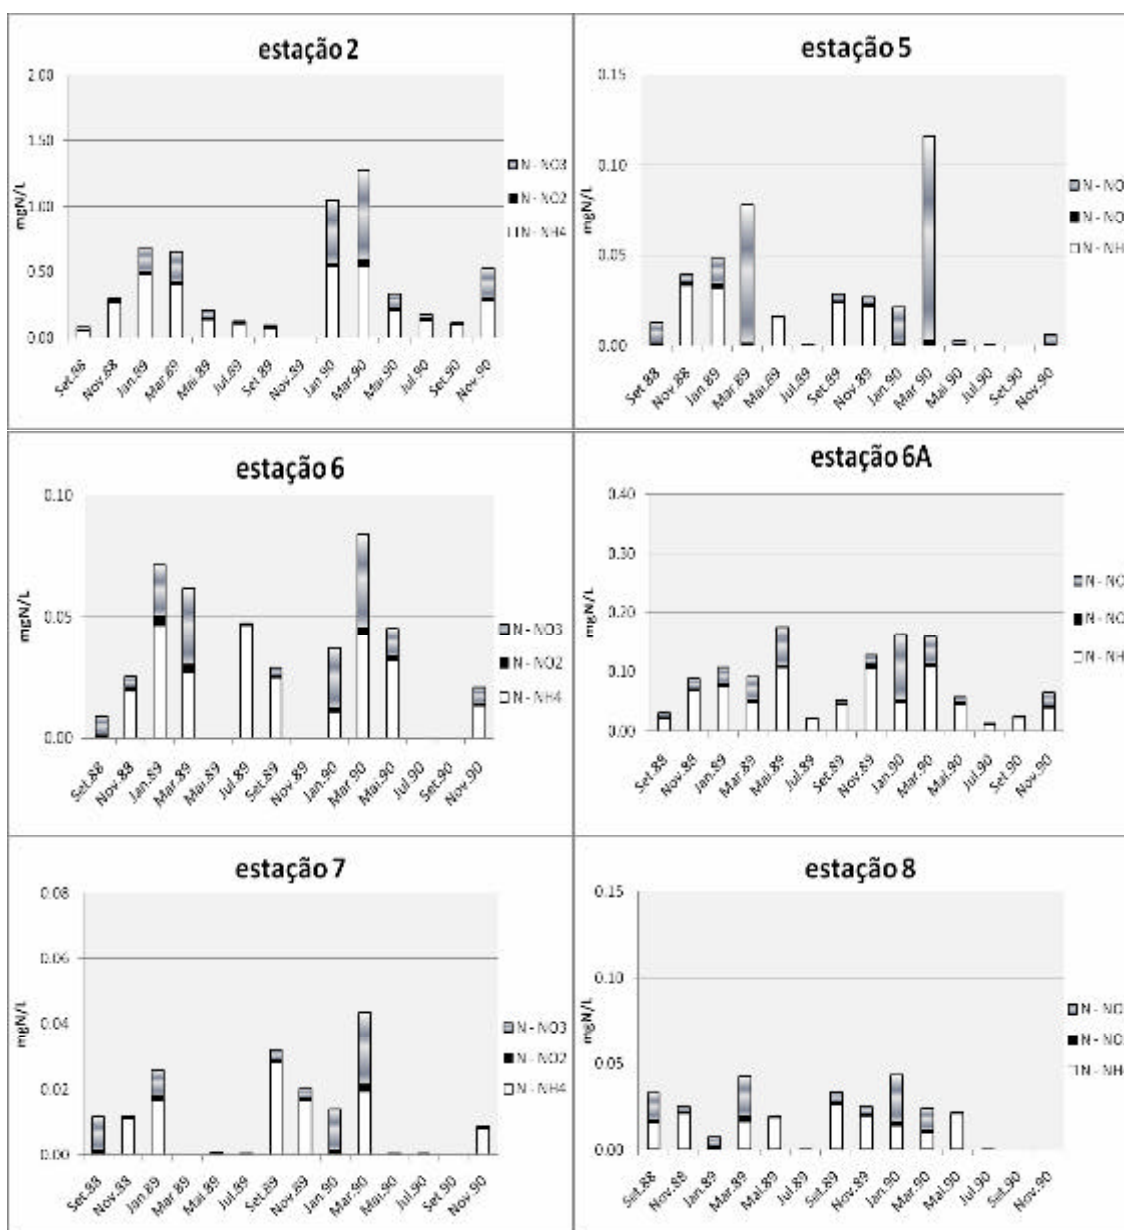 estação 2
2.00
1.50
1.00
0.50
0.00
mgN/L
N - NO3
N - NO2
N - NH4
Set.88
Nov.88
Jan.89
Mar.89
Mai.89
Jul.89
Set.89
Nov.89
Jan.90
Mar.90
Mar.90
Jul.90
Set.90
Nov.90
estação 5
0.15
0.10
0.05
0.00
mgN/L
N - NO
N - NO
N - NH
Set.88
Nov.88
Jan.89
Mar.89
Mai.89
Jul.89
Set.89
Nov.89
Jan.90
Mar.90
Mai.90
Jul.90
Set.90
Nov.90
estação 6
0.10
0.05
0.00
mgN/L
N - NO3
N - NO2
N - NH4
Set.88
Nov.88
Jan.89
Mar.89
Mai.89
Jul.89
Set.89
Nov.89
Jan.90
Mar.90
Mai.90
Jul.90
Set.90
Nov.90
estação 6A
0.40
0.30
0.20
0.10
0.00
mgN/L
N - NO
N - NO
N - NH
Set.88
Nov.88
Jan.89
Mar.89
Mai.89
Jul.89
Set.89
Nov.89
Jan.90
Mar.90
Mai.90
Jul.90
Set.90
Nov.90
estação 7
0.08
0.06
0.04
0.02
0.00
mgN/L
N - NO3
N - NO2
N - NH4
Set.88
Nov.88
Jan.89
Mar.89
Mai.89
Jul.89
Set.89
Nov.89
Jan.90
Mar.90
Mai.90
Jul.90
Set.90
Nov.90
estação 8
0.15
0.10
0.05
0.00
mgN/L
N - NO
N - NO
N - NH
Set.88
Nov.88
Jan.89
Mar.89
Mai.89
Jul.89
Set.89
Nov.89
Jan.90
Mar.90
Mai.90
Jul.90
Set.90
Nov.90